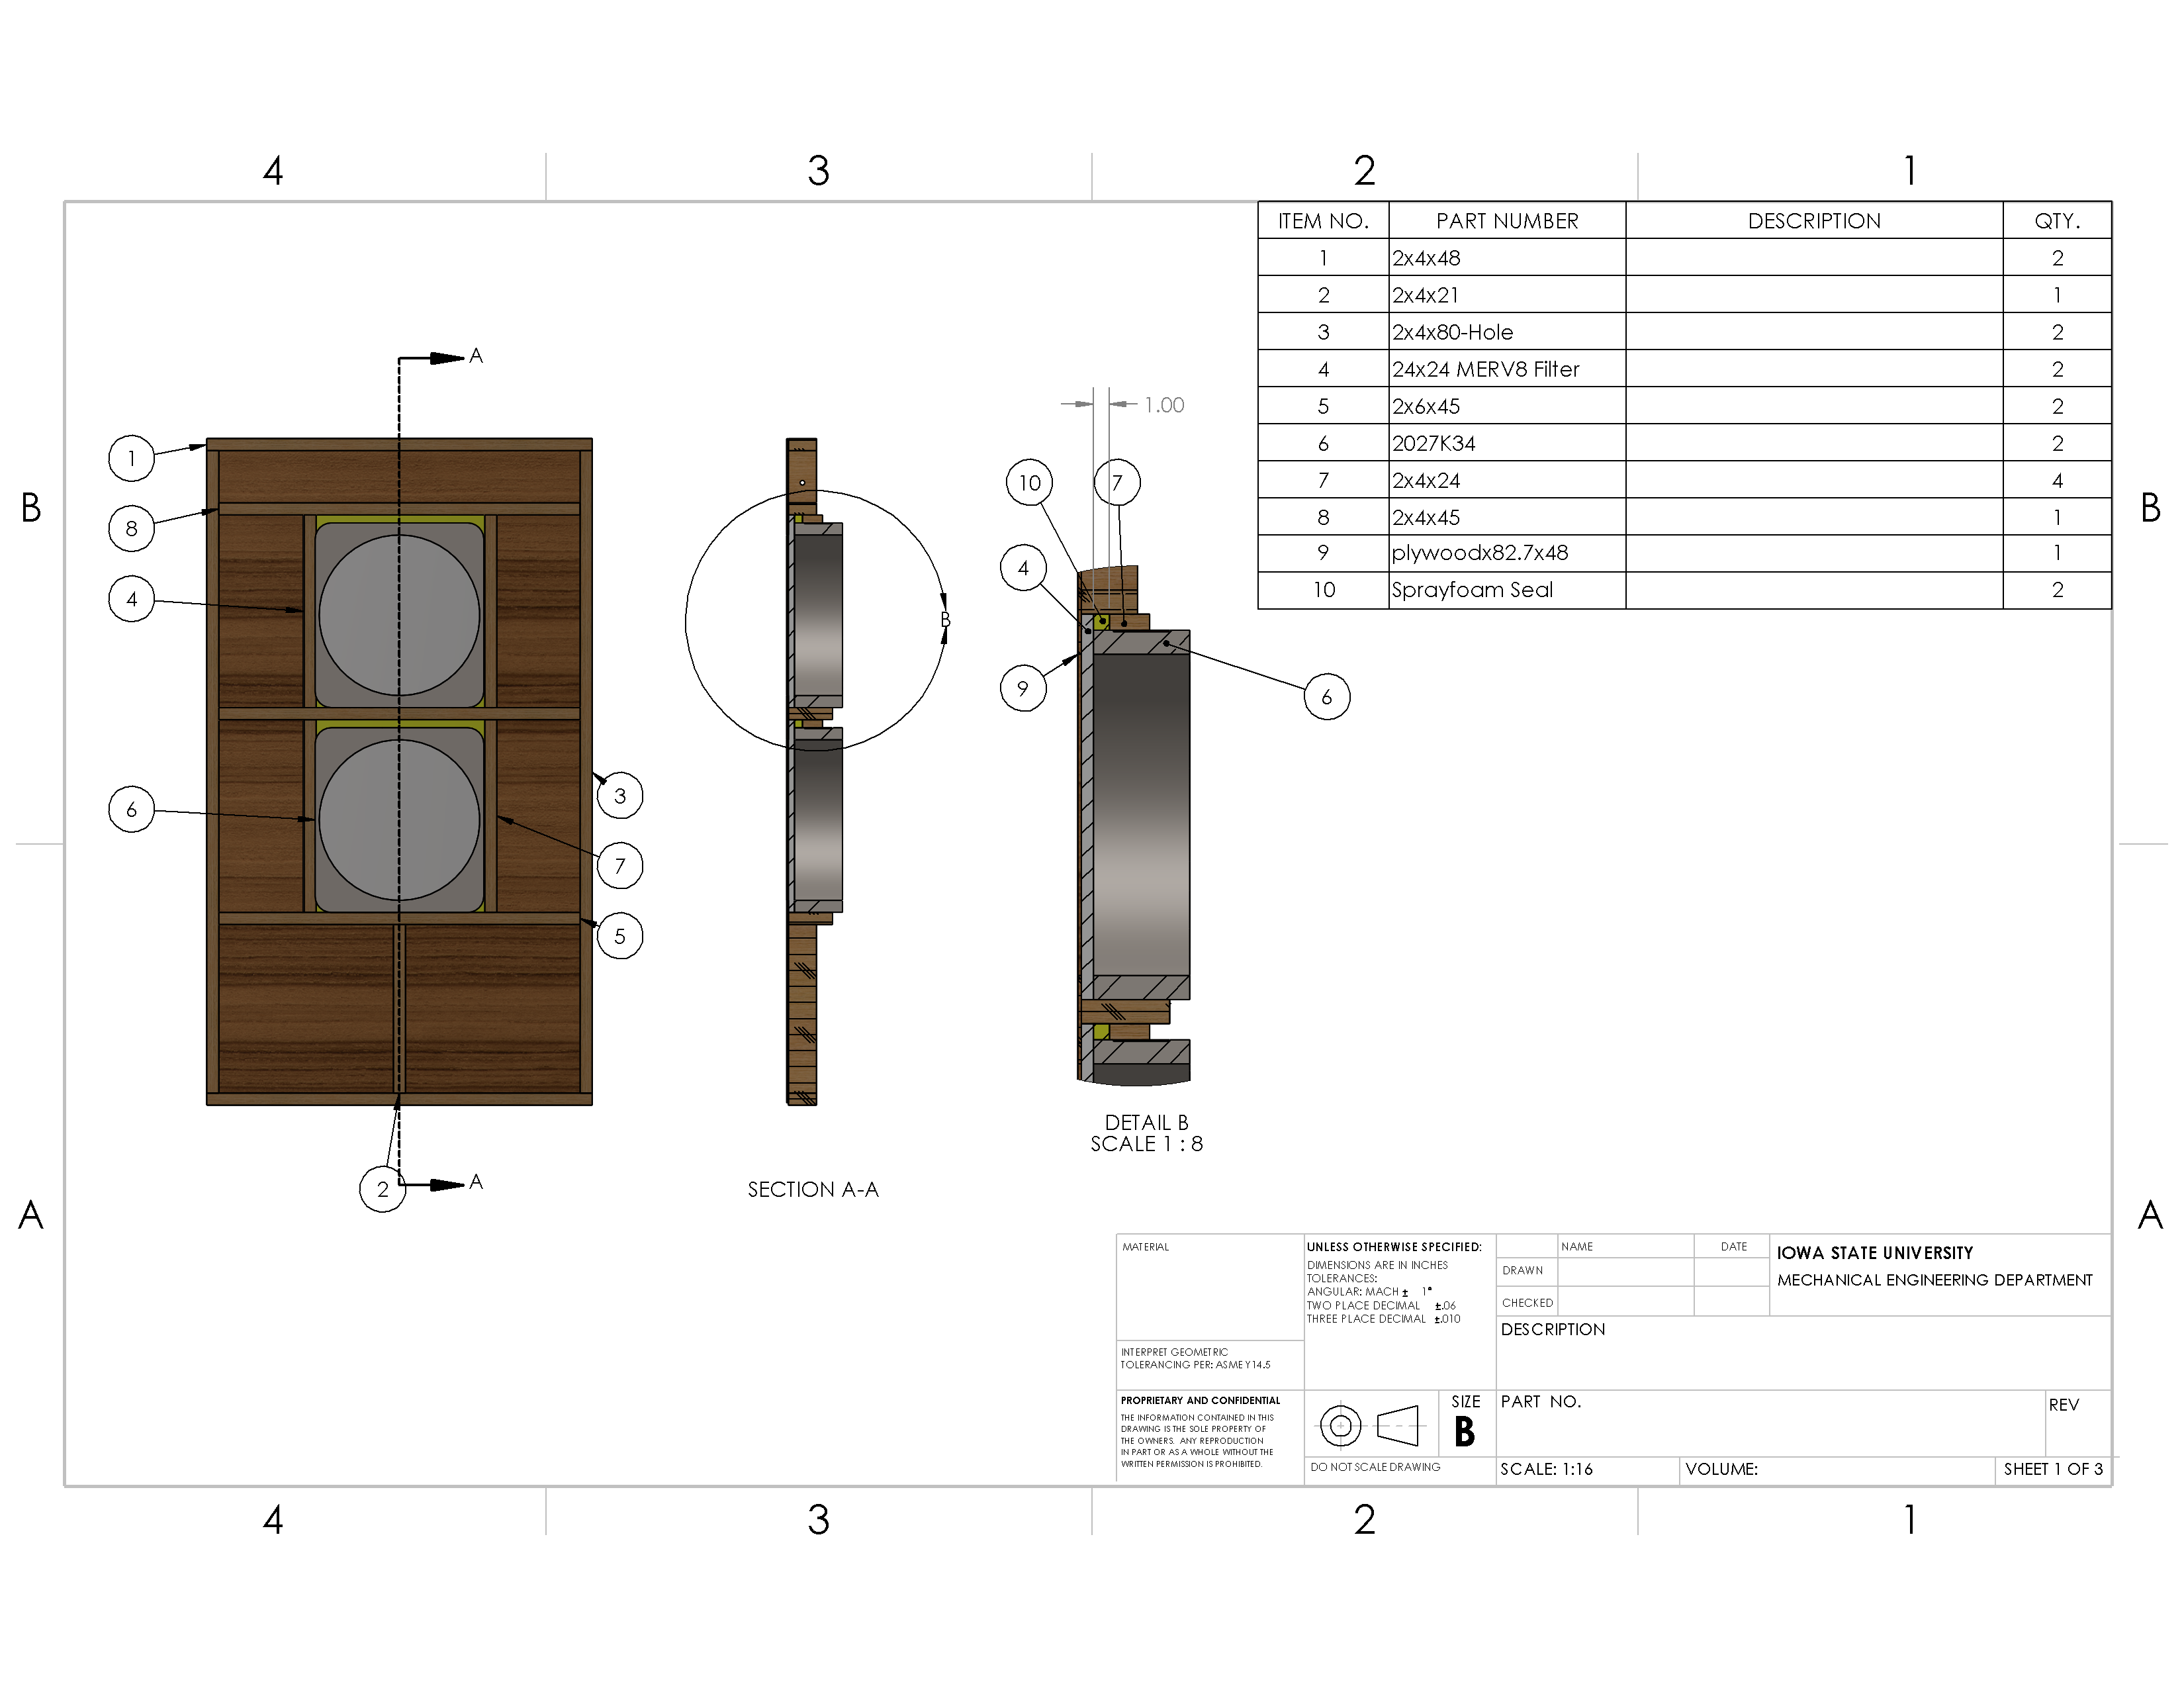 4 3 2 1
ITEM NO. PART NUMBER DESCRIPTION QTY.
1 2x4x48 2
2 2x4x21 1
3 2x4x80-Hole 2
4 24x24 MERV8 Filter 2
5 2x6x45 2
6 2027K34 2
7 2x4x24 4
8 2x4x45 1
9 plywoodx82.7x48 1
10 Sprayfoam Seal 2
A
1.00
1
10 7
B B
8
4
4
B
9
6
3
6
7
5
DETAIL B
SCALE 1 : 8
2 A
SECTION A-A
A A
MATERIAL
UNLESS OTHERWISE SPECIFIED:
DIMENSIONS ARE IN INCHES
TOLERANCES:
ANGULAR: MACH ± 1°
TWO PLACE DECIMAL ±.06
THREE PLACE DECIMAL ±.010
NAME DATE
DRAWN
CHECKED
IOWA STATE UNIVERSITY
MECHANICAL ENGINEERING DEPARTMENT
DESCRIPTION
INTERPRET GEOMETRIC
TOLERANCING PER: ASME Y14.5
PROPRIETARY AND CONFIDENTIAL
THE INFORMATION CONTAINED IN THIS
DRAWING IS THE SOLE PROPERTY OF
THE OWNERS. ANY REPRODUCTION
IN PART OR AS A WHOLE WITHOUT THE
WRITTEN PERMISSION IS PROHIBITED.
SIZE
B
PART NO.
REV
DO NOT SCALE DRAWING
SCALE: 1:16
VOLUME:
SHEET 1 OF 3
4 3 2 1